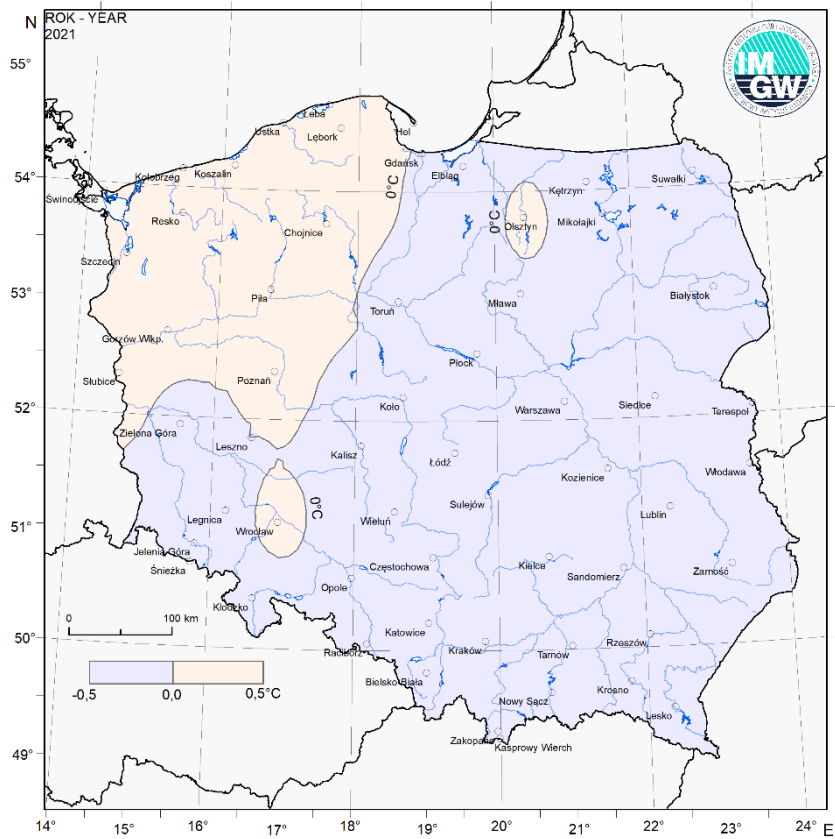 N
ROK - YEAR
2021
IM
GW
55°
Łeba
Ustka
Lębork
Hel
Kołobrzeg
Koszalin
Gdańsk
Elbląg
54°
0°C
Kętrzyn
Suwałki
Świnoujście
Resko
Chojnice
0°C
Olsztyn
Mikołajki
Szczecin
53°
Piła
Toruń
Mława
Białystok
Gorzów Wlkp.
Słubice
Poznań
Płock
52°
Koło
Warszawa
Siedlce
Terespol
Zielona Góra
Leszno
Kalisz
Łódź
Kozienice
Włodawa
51°
Legnica
Wrocław
0°C
Wieluń
Sulejów
Lublin
Jelenia Góra
Śnieżka
Częstochowa
Kielce
Sandomierz
Zamość
Opole
Kłodzko
0
100 km
50°
Katowice
Racibórz
Kraków
Tarnów
Rzeszów
-0,5
0,0
0,5°C
Bielsko-Biała
Nowy Sącz
Krosno
Lesko
49°
Zakopane
Kasprowy Wierch
14°
15°
16°
17°
18°
19°
20°
21°
22°
23°
24°
E